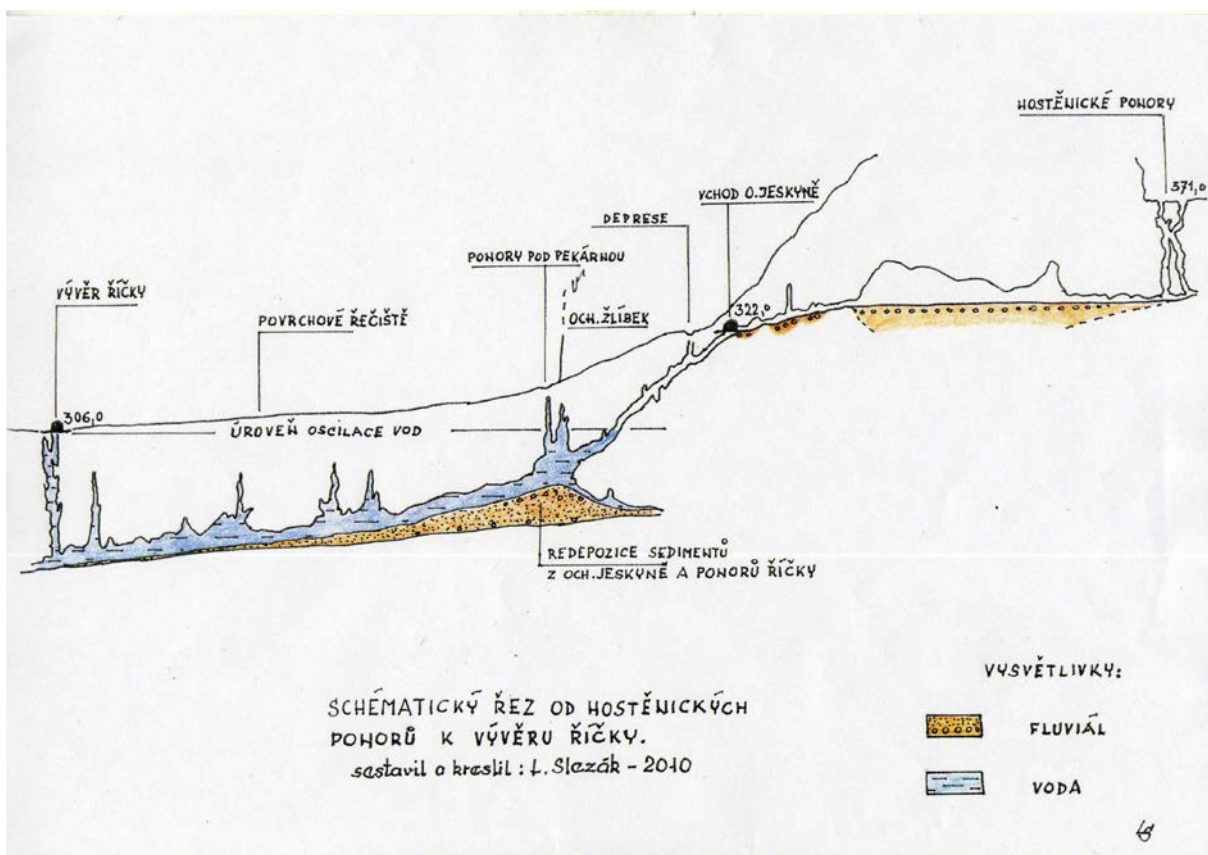 HOSTĚNICKÉ PONORY
371,0
VCHOD O.JESKYNĚ
DEPRESE
PONORY POD PEKÁRNOU
VÝVĚR ŘÍČKY
322,0
OCH.ŽLÍBEK
POVRCHOVÉ ŘEČIŠTĚ
306,0
ÚROVEŇ OSCILACE VOD
REDEPOZICE SEDIMENTŮ
Z OCH.JESKYNĚ A PONORŮ ŘÍČKY
VYSVĚTLIVKY:
SCHÉMATICKÝ ŘEZ OD HOSTĚNICKÝCH
PONORŮ K VÝVĚRU ŘÍČKY.
sestavil a kreslil : L. Slezák - 2010
FLUVIÁL
VODA